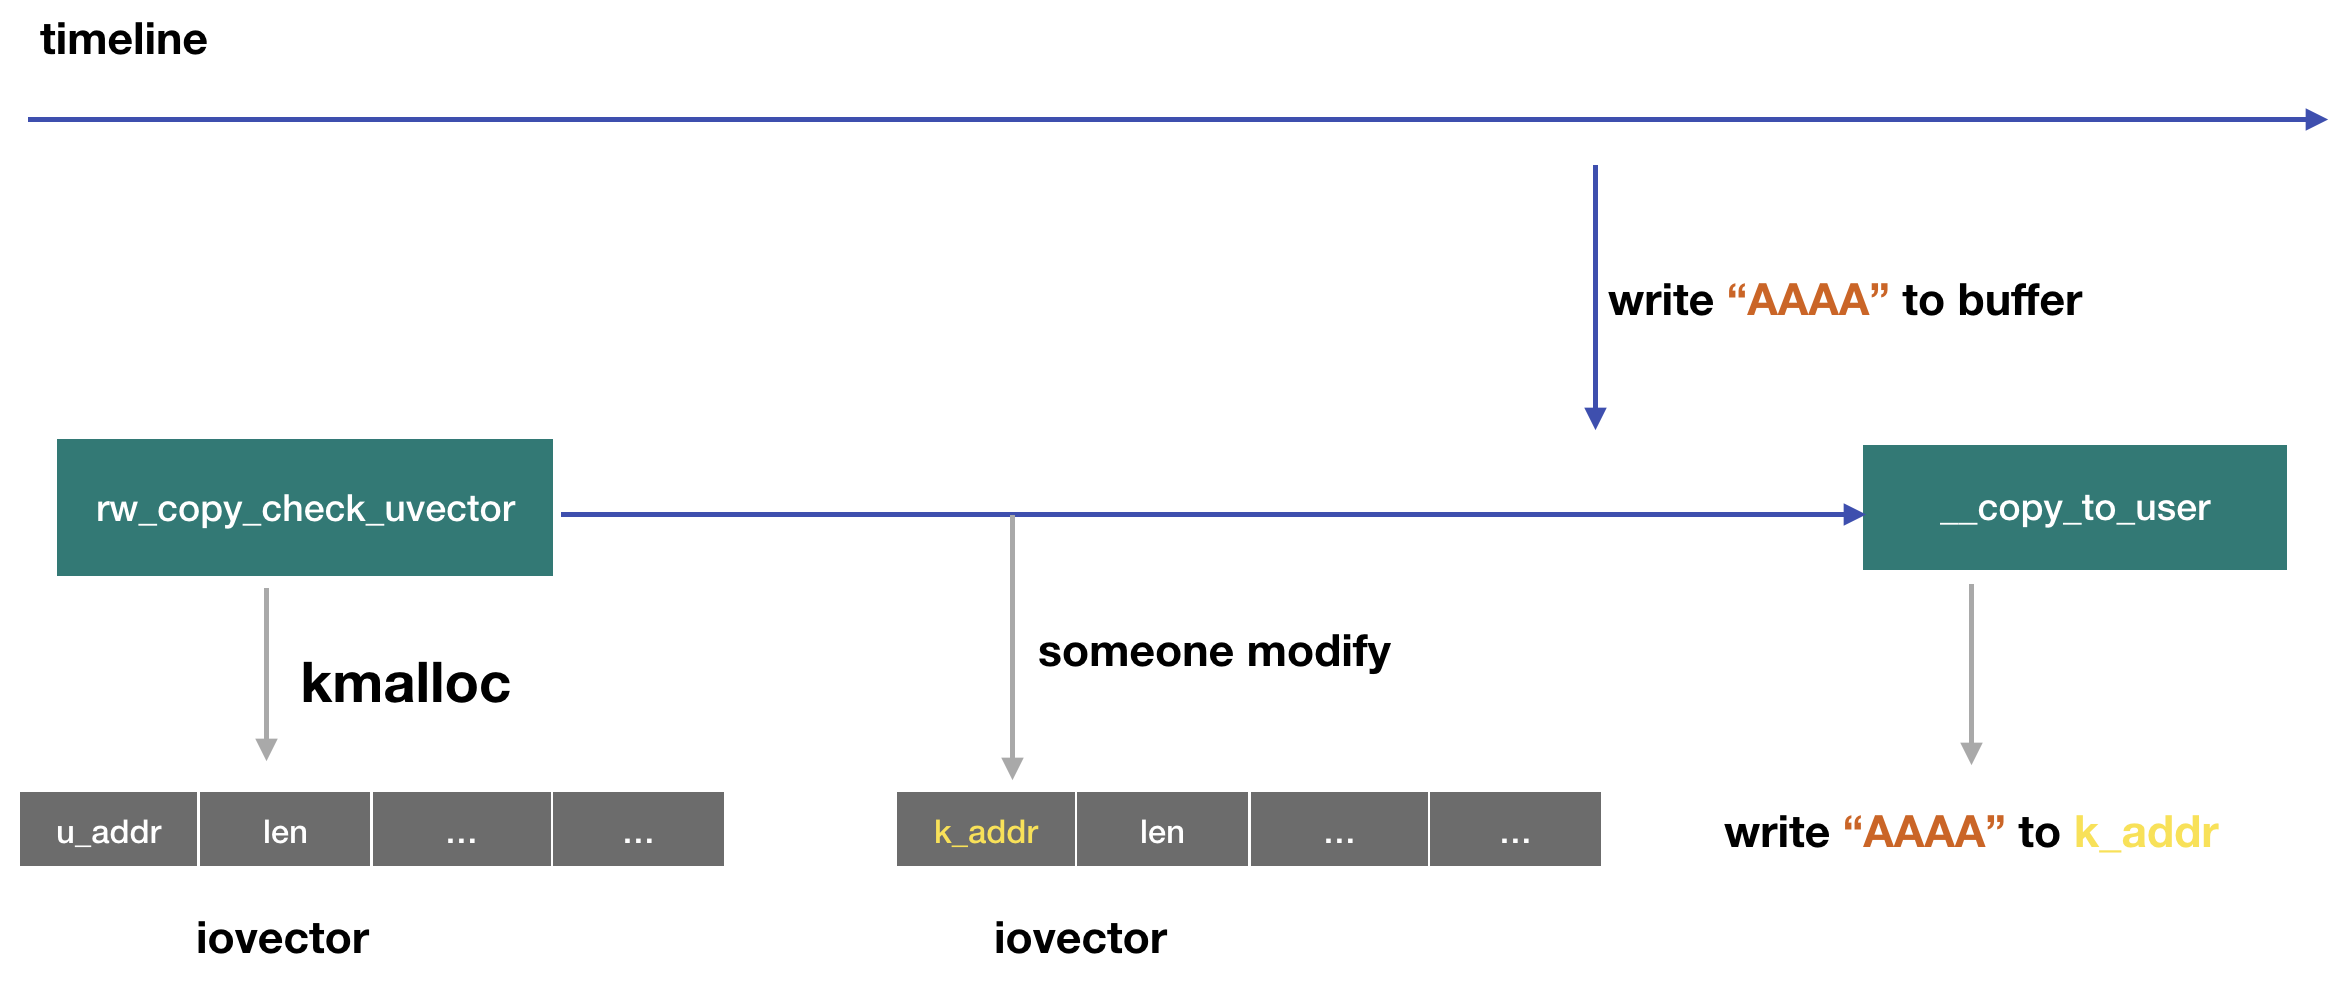 timeline
write “AAAA” to buffer
rw_copy_check_uvector
__copy_to_user
kmalloc
someone modify
u_addr len ... ...
k_addr len ... ...
write “AAAA” to k_addr
iovector
iovector